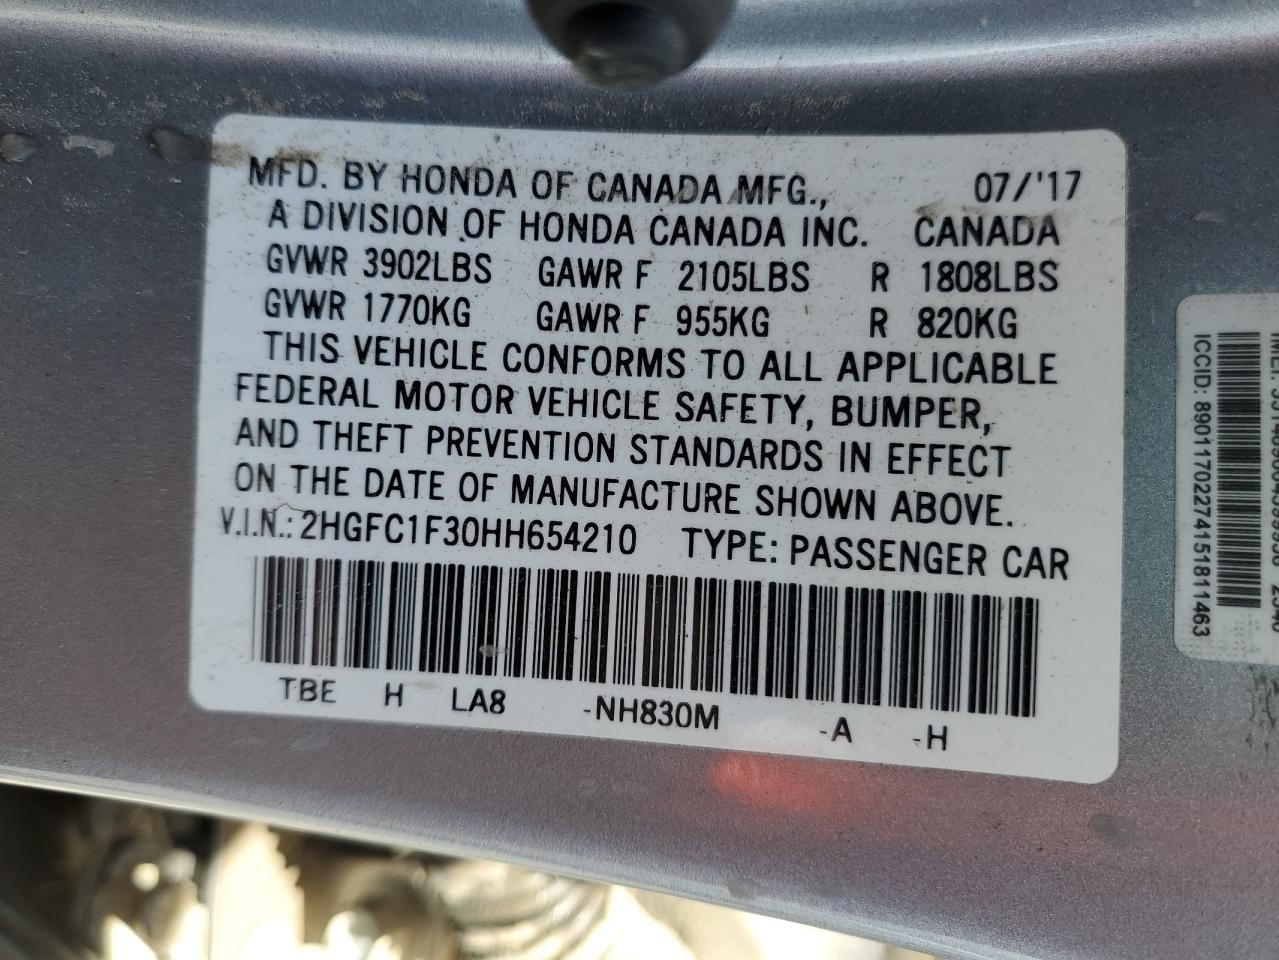 MFD. BY HONDA OF CANADA MFG., 07/'17
A DIVISION OF HONDA CANADA INC. CANADA
GVWR 3902LBS GAWR F 2105LBS R 1808LBS
GVWR 1770KG GAWR F 955KG R 820KG
THIS VEHICLE CONFORMS TO ALL APPLICABLE
FEDERAL MOTOR VEHICLE SAFETY, BUMPER,
AND THEFT PREVENTION STANDARDS IN EFFECT
ON THE DATE OF MANUFACTURE SHOWN ABOVE.
V.I.N.: 2HGFC1F30HH654210 TYPE: PASSENGER CAR
TBE H LA8 -NH830M -A -H
ICCID: 89011702274151811463